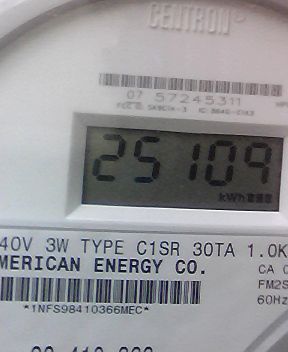 CENTRON
07 57245311
25109
kWh
40V 3W TYPE C1SR 30TA 1.0K
MERICAN ENERGY CO.
CA 0
FM2S
60Hz
*1NFS98410366MEC*